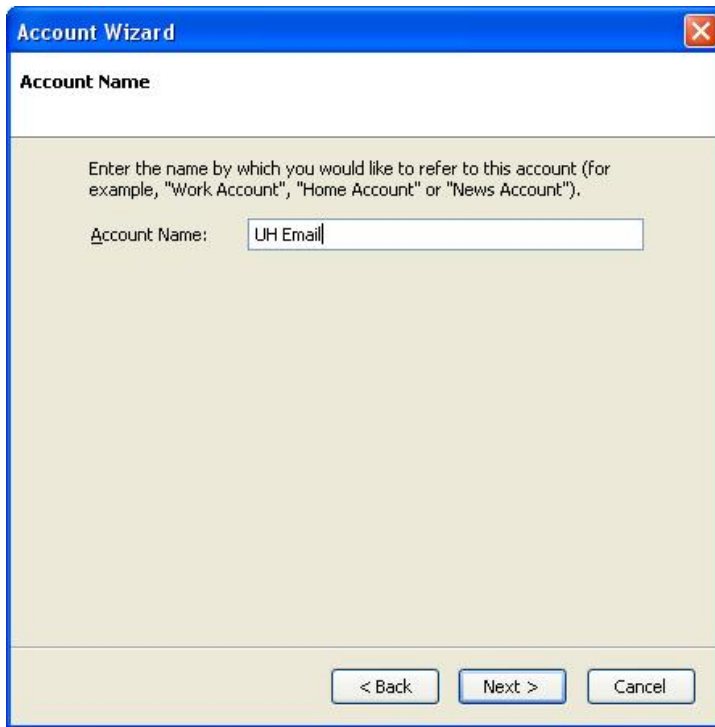 Account Wizard
Account Name
Enter the name by which you would like to refer to this account (for
example, "Work Account", "Home Account" or "News Account").
Account Name: UH Email
< Back Next > Cancel